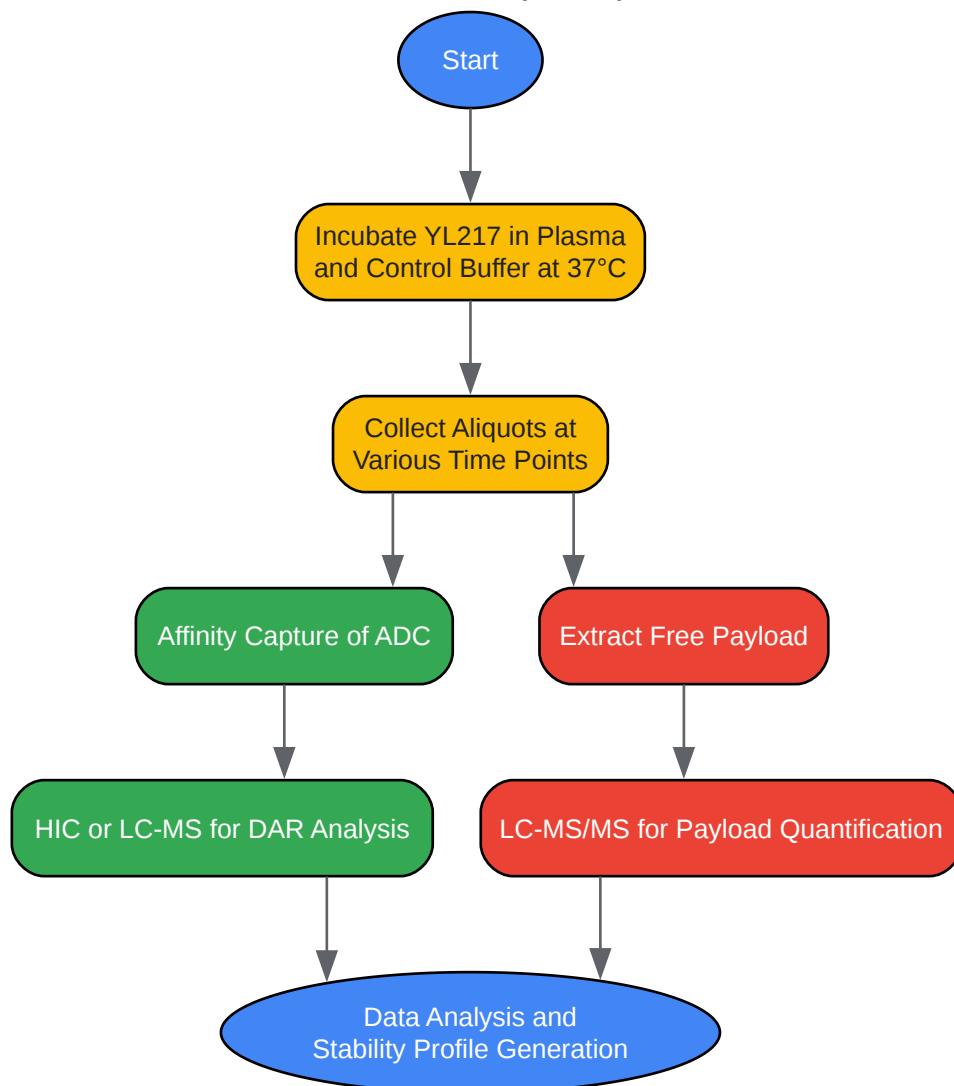 Start
Incubate YL217 in Plasma
and Control Buffer at 37°C
Collect Aliquots at
Various Time Points
Affinity Capture of ADC
Extract Free Payload
HIC or LC-MS for DAR Analysis
LC-MS/MS for Payload Quantification
Data Analysis and
Stability Profile Generation